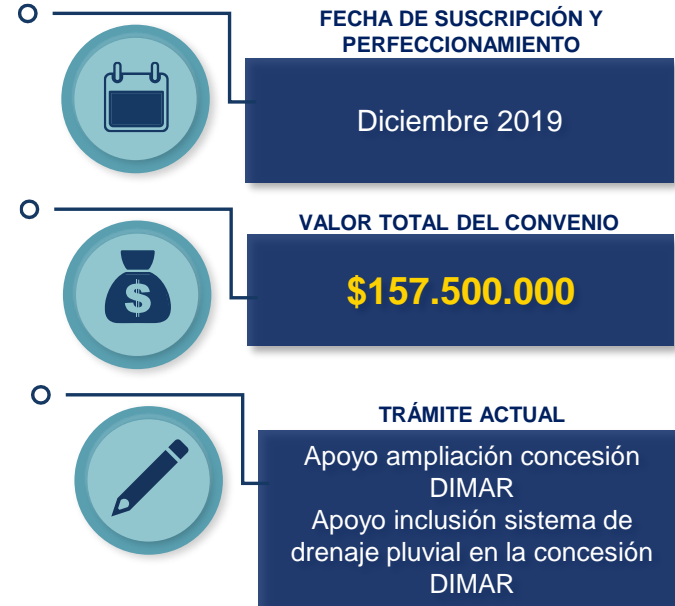 FECHA DE SUSCRIPCIÓN Y
PERFECCIONAMIENTO
Diciembre 2019
VALOR TOTAL DEL CONVENIO
$
$157.500.000
TRÁMITE ACTUAL
Apoyo ampliación concesión
DIMAR
Apoyo inclusión sistema de
drenaje pluvial en la concesión
DIMAR